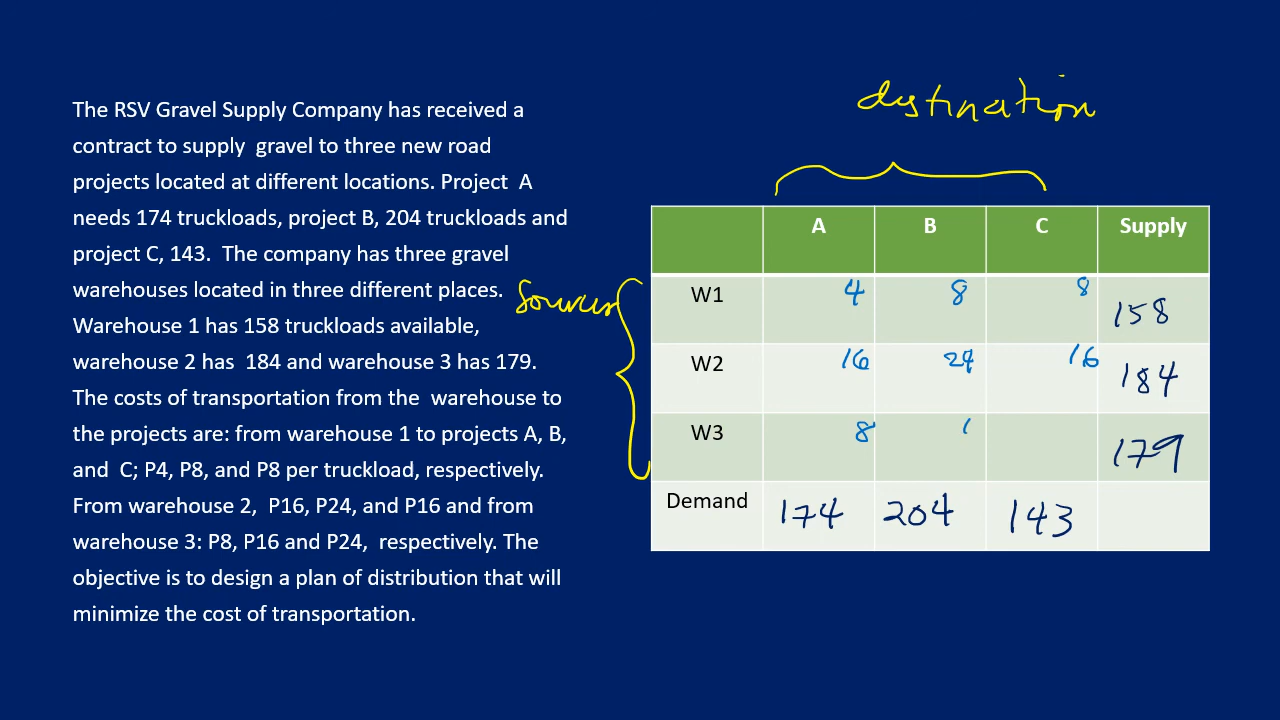 The RSV Gravel Supply Company has received a
contract to supply gravel to three new road
projects located at different locations. Project A
needs 174 truckloads, project B, 204 truckloads and
project C, 143. The company has three gravel
warehouses located in three different places.
Warehouse 1 has 158 truckloads available,
warehouse 2 has 184 and warehouse 3 has 179.
The costs of transportation from the warehouse to
the projects are: from warehouse 1 to projects A, B,
and C; P4, P8, and P8 per truckload, respectively.
From warehouse 2, P16, P24, and P16 and from
warehouse 3: P8, P16 and P24, respectively. The
objective is to design a plan of distribution that will
minimize the cost of transportation.
destination
sources
A B C Supply
W1 4 8 8 158
W2 16 24 16 184
W3 8 1 179
Demand 174 204 143